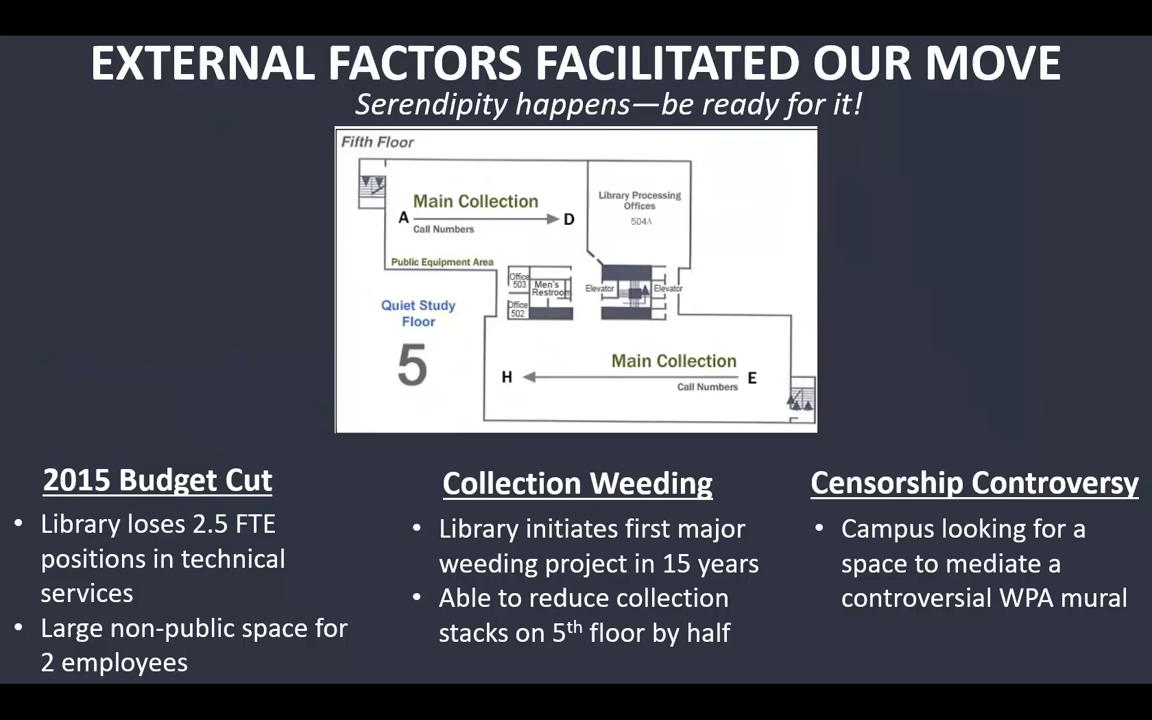 EXTERNAL FACTORS FACILITATED OUR MOVE
Serendipity happens—be ready for it!
Fifth Floor
Main Collection
A
D
Call Numbers
Library Processing
Offices
504A
Public Equipment Area
Office
503
Men's
Restroom
Office
502
Elevator
Elevator
Quiet Study
Floor
5
Main Collection
H
E
Call Numbers
2015 Budget Cut
• Library loses 2.5 FTE
positions in technical
services
• Large non-public space for
2 employees
Collection Weeding
• Library initiates first major
weeding project in 15 years
• Able to reduce collection
stacks on 5th floor by half
Censorship Controversy
• Campus looking for a
space to mediate a
controversial WPA mural